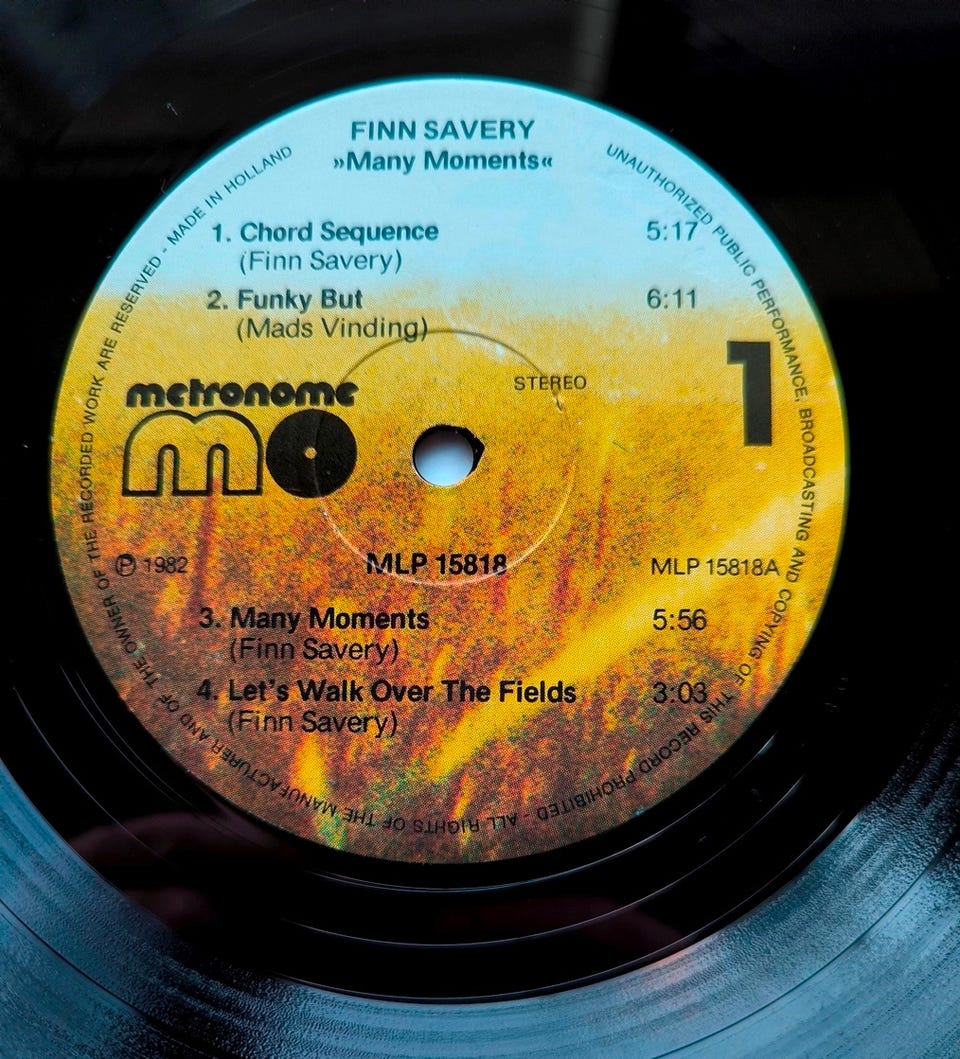 FINN SAVERY
»Many Moments«
1. Chord Sequence 5:17
(Finn Savery)
2. Funky But 6:11
(Mads Vinding)
metronome
m
STEREO
1
Ⓟ 1982 MLP 15818 MLP 15818A
3. Many Moments 5:56
(Finn Savery)
4. Let's Walk Over The Fields 3:03
(Finn Savery)
UNAUTHORIZED PUBLIC PERFORMANCE, BROADCASTING AND COPYING OF THIS RECORD PROHIBITED - ALL RIGHTS OF THE MANUFACTURER AND OF THE OWNER OF THE RECORDED WORK ARE RESERVED - MADE IN HOLLAND